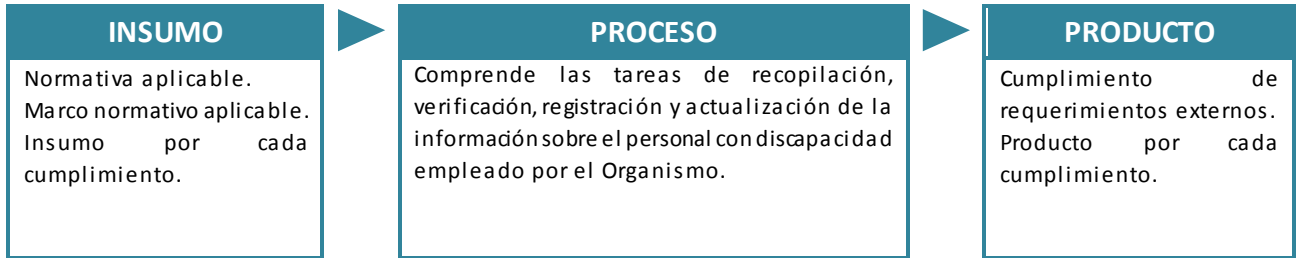 INSUMO
Normativa aplicable.
Marco normativo aplicable.
Insumo por cada
cumplimiento.
PROCESO
Comprende las tareas de recopilación,
verificación, registración y actualización de la
información sobre el personal con discapacidad
empleado por el Organismo.
PRODUCTO
Cumplimiento de
requerimientos externos.
Producto por cada
cumplimiento.